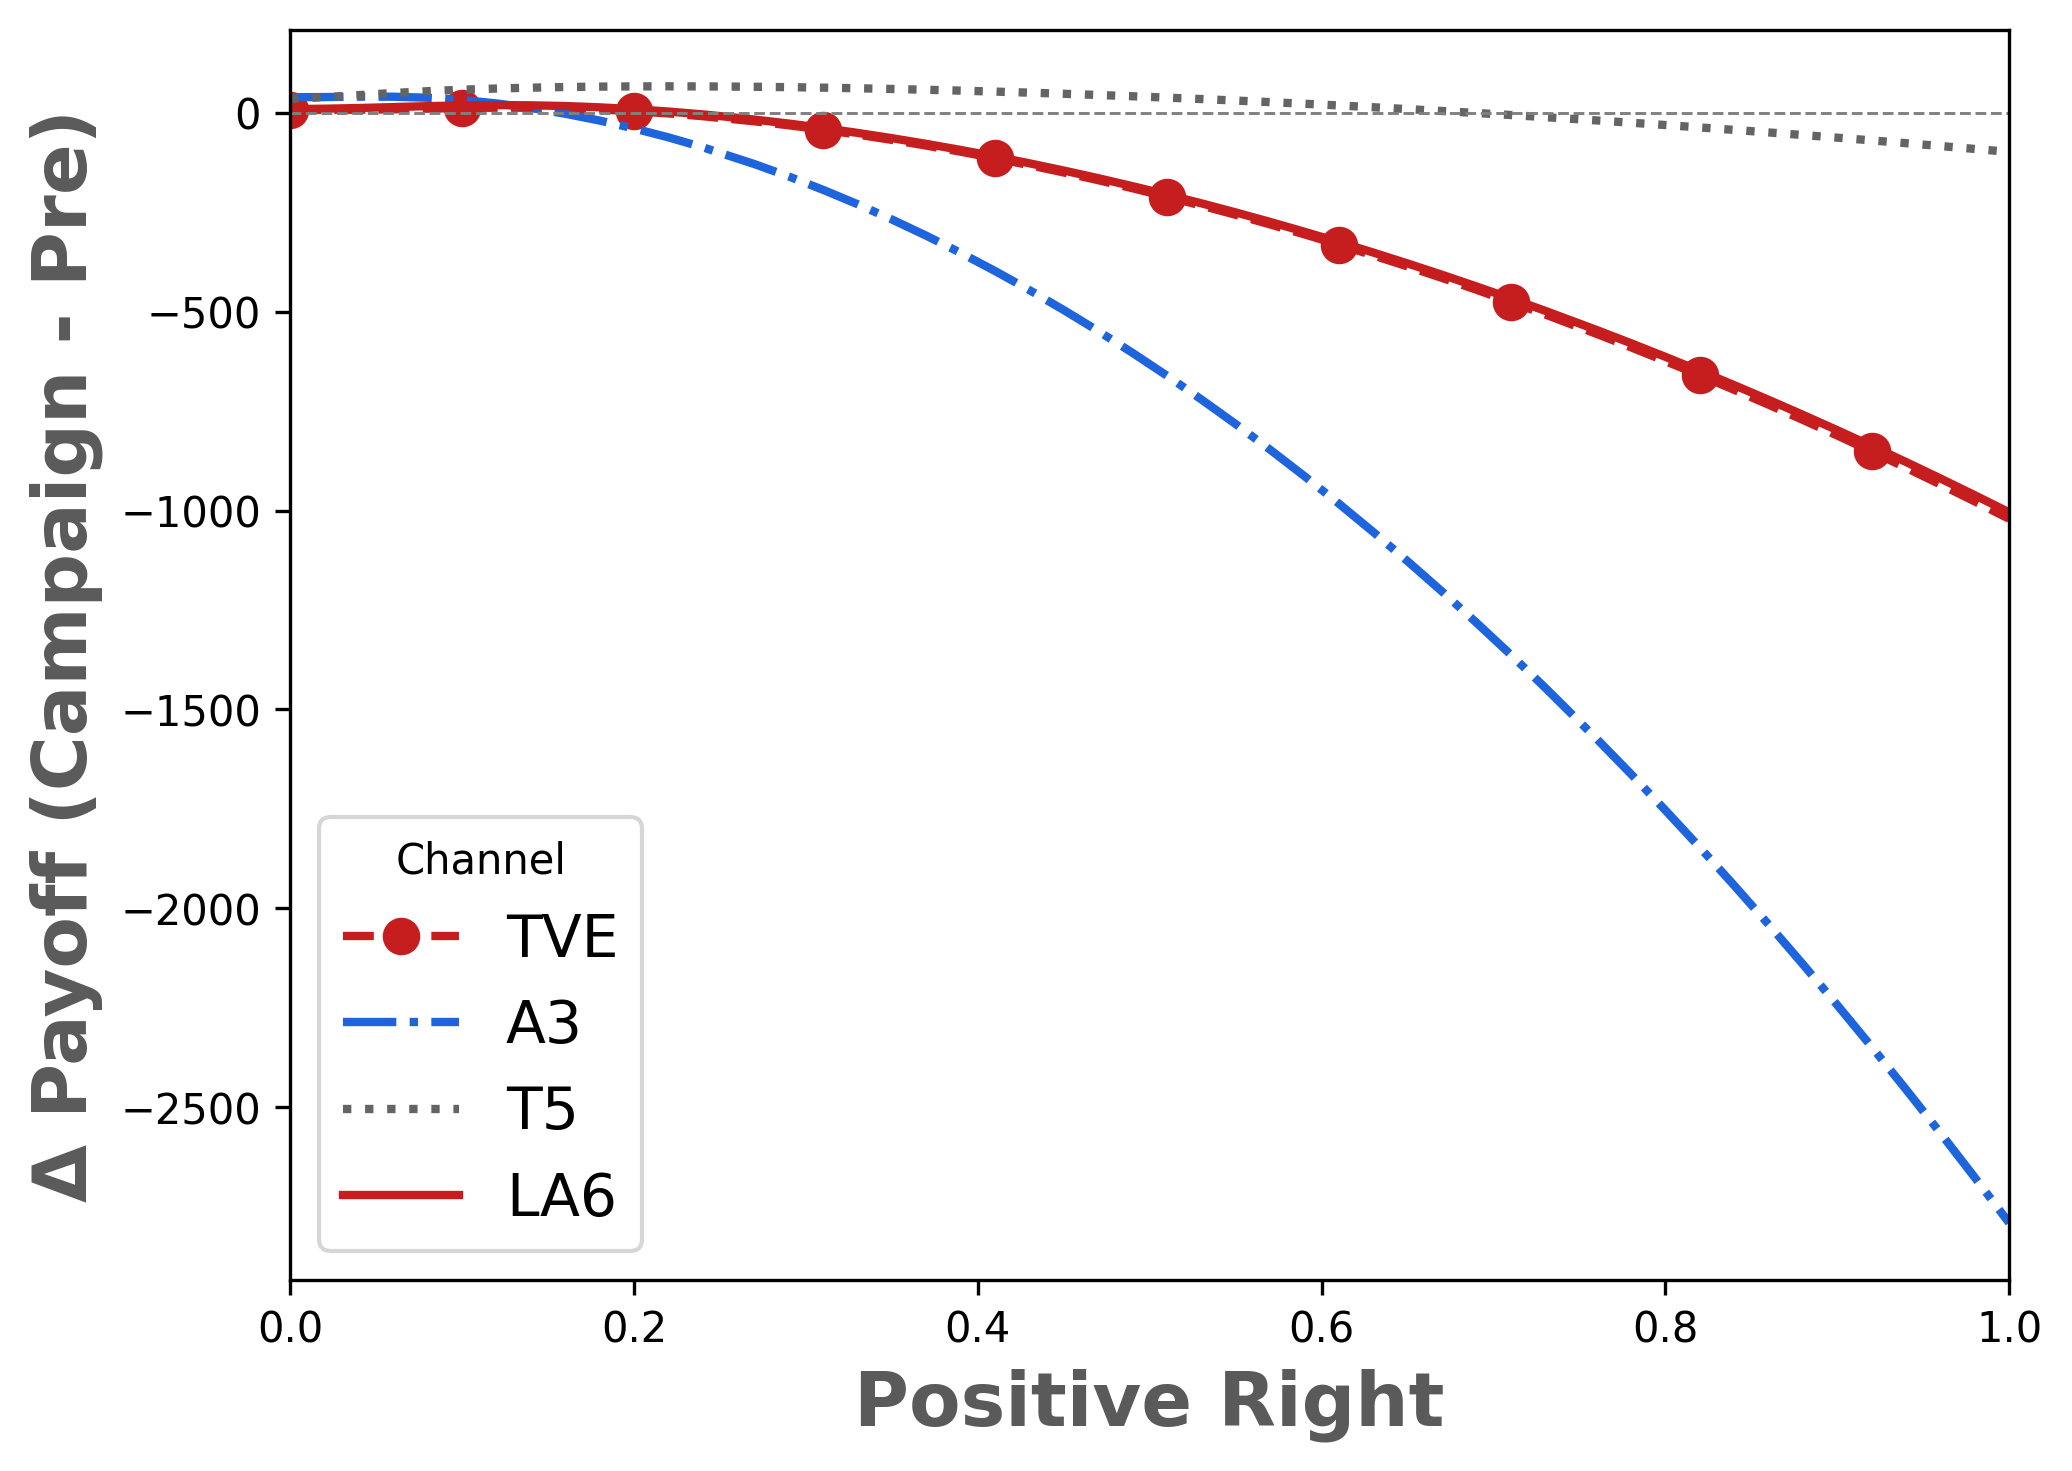 Δ Payoff (Campaign - Pre)
0
−500
−1000
−1500
−2000
−2500
Channel
TVE
A3
T5
LA6
0.0 0.2 0.4 0.6 0.8 1.0
Positive Right